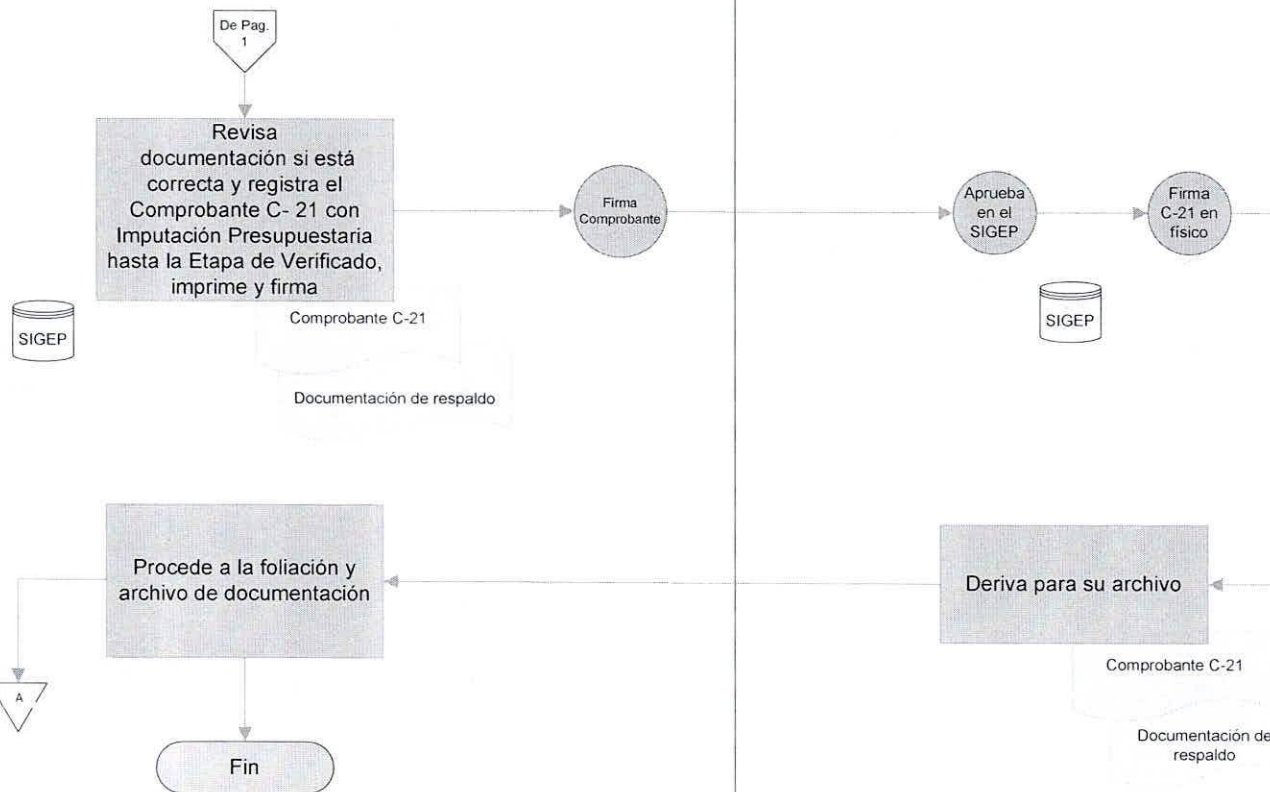 De Pag.
1
Revisa
documentación si está
correcta y registra el
Comprobante C- 21 con
Imputación Presupuestaria
hasta la Etapa de Verificado,
imprime y firma
SIGEP
Comprobante C-21
Documentación de respaldo
Firma
Comprobante
Aprueba
en el
SIGEP
Firma
C-21 en
físico
SIGEP
Procede a la foliación y
archivo de documentación
Deriva para su archivo
Comprobante C-21
Documentación de
respaldo
A
Fin